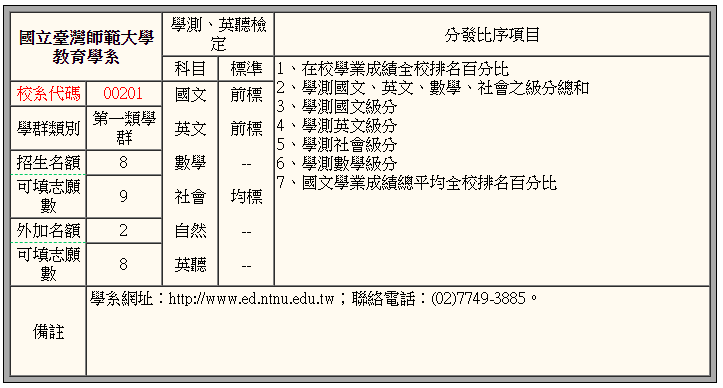 國立臺灣師範大學
教育學系
學測、英聽檢
定
分發比序項目
科目 標準
校系代碼 00201
國文 前標
學群類別 第一類學
群
英文 前標
招生名額 8
數學 --
可填志願
數 9
社會 均標
外加名額 2
自然 --
可填志願
數 8
英聽 --
1、在校學業成績全校排名百分比
2、學測國文、英文、數學、社會之級分總和
3、學測國文級分
4、學測英文級分
5、學測社會級分
6、學測數學級分
7、國文學業成績總平均全校排名百分比
備註
學系網址：http://www.ed.ntnu.edu.tw；聯絡電話：(02)7749-3885。